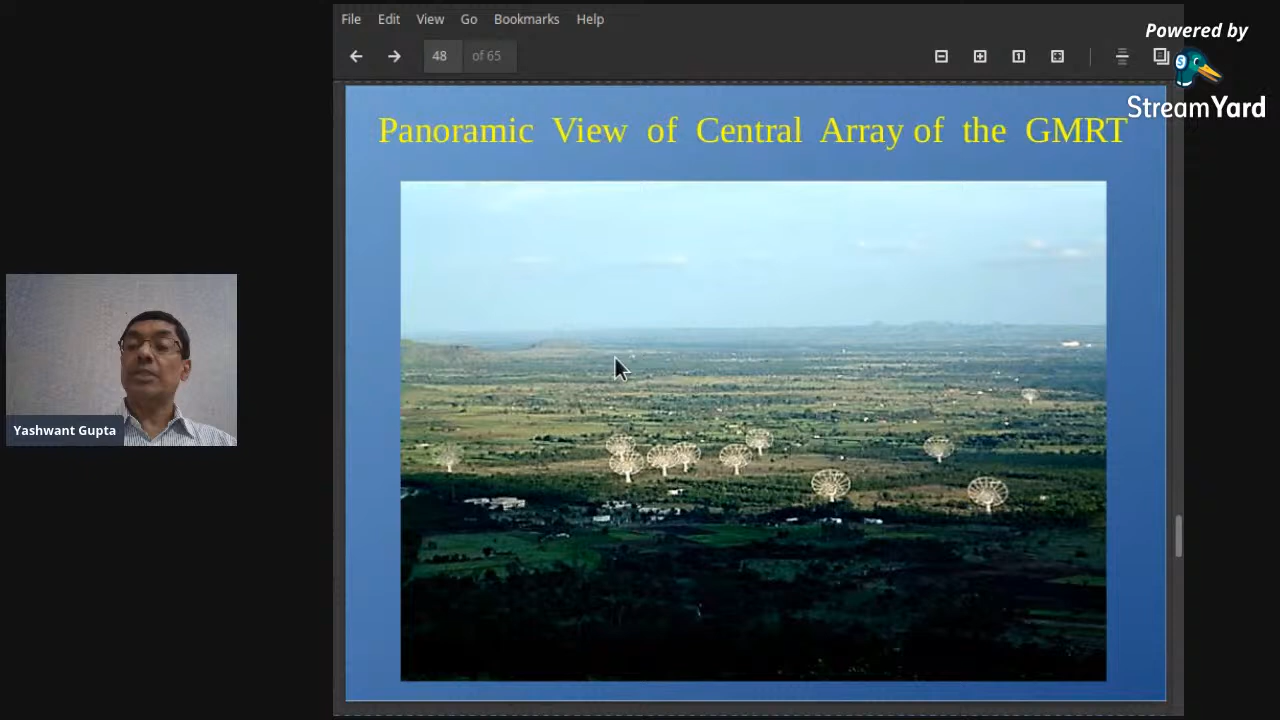 File Edit View Go Bookmarks Help
48 of 65
Powered by
StreamYard
Panoramic View of Central Array of the GMRT
Yashwant Gupta